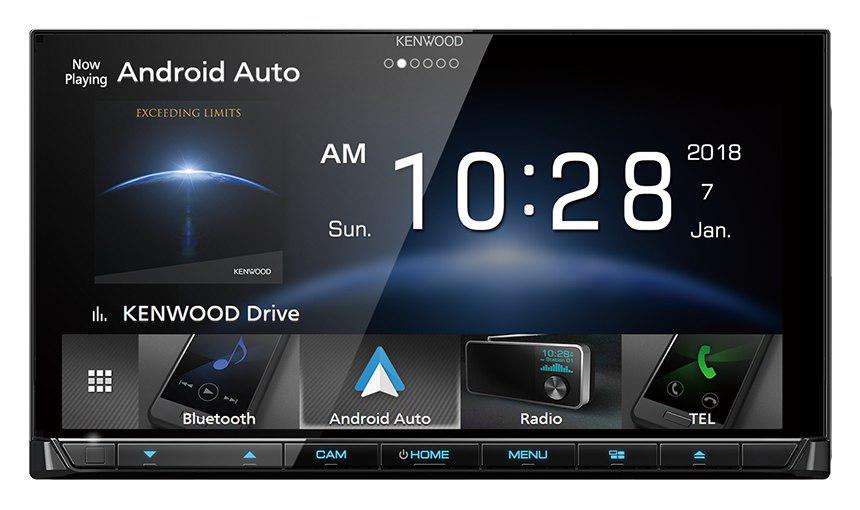 KENWOOD
Now
Playing
Android Auto
EXCEEDING LIMITS
KENWOOD
KENWOOD Drive
AM
Sun.
10:28
2018
7
Jan.
10:28
Bluetooth
Android Auto
Radio
TEL
CAM
HOME
MENU